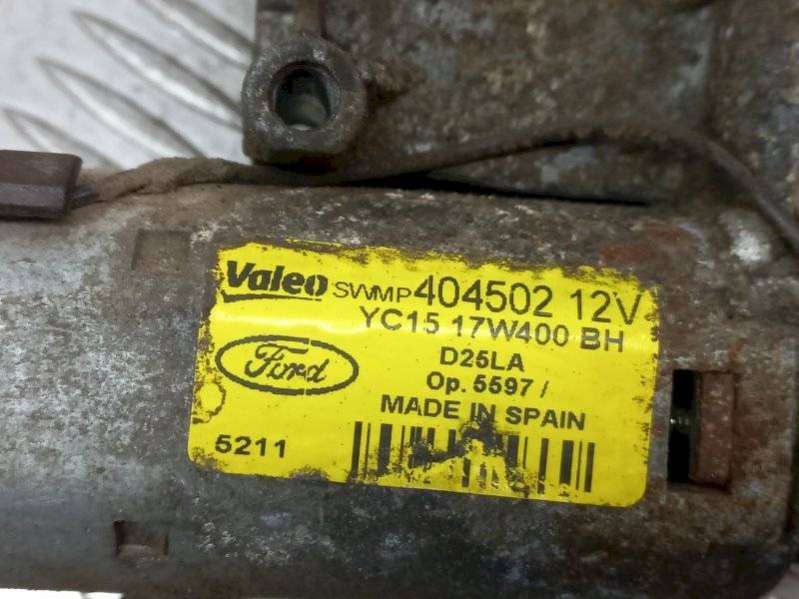 Valeo SWMP404502 12V
YC15 17W400 BH
Ford
D25LA
Op. 5597 /
MADE IN SPAIN
5211